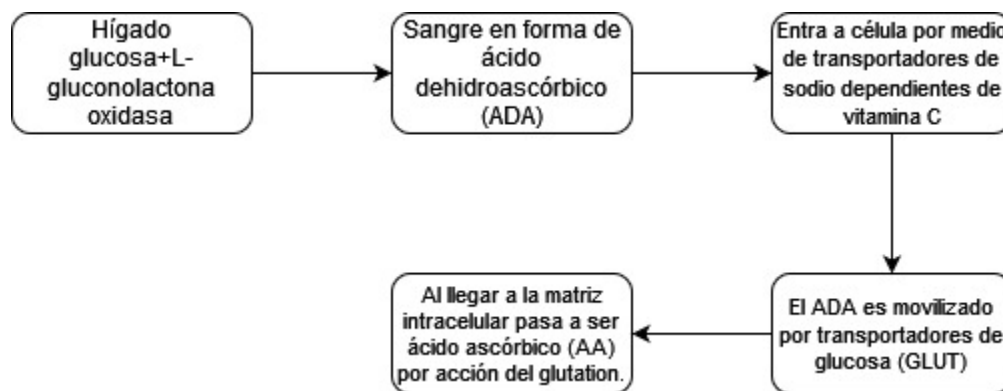 Hígado
glucosa+L-
gluconolactona
oxidasa
Sangre en forma de
ácido
dehidroascórbico
(ADA)
Entra a célula por medio
de transportadores de
sodio dependientes de
vitamina C
El ADA es movilizado
por transportadores de
glucosa (GLUT)
Al llegar a la matriz
intracelular pasa a ser
ácido ascórbico (AA)
por acción del glutation.